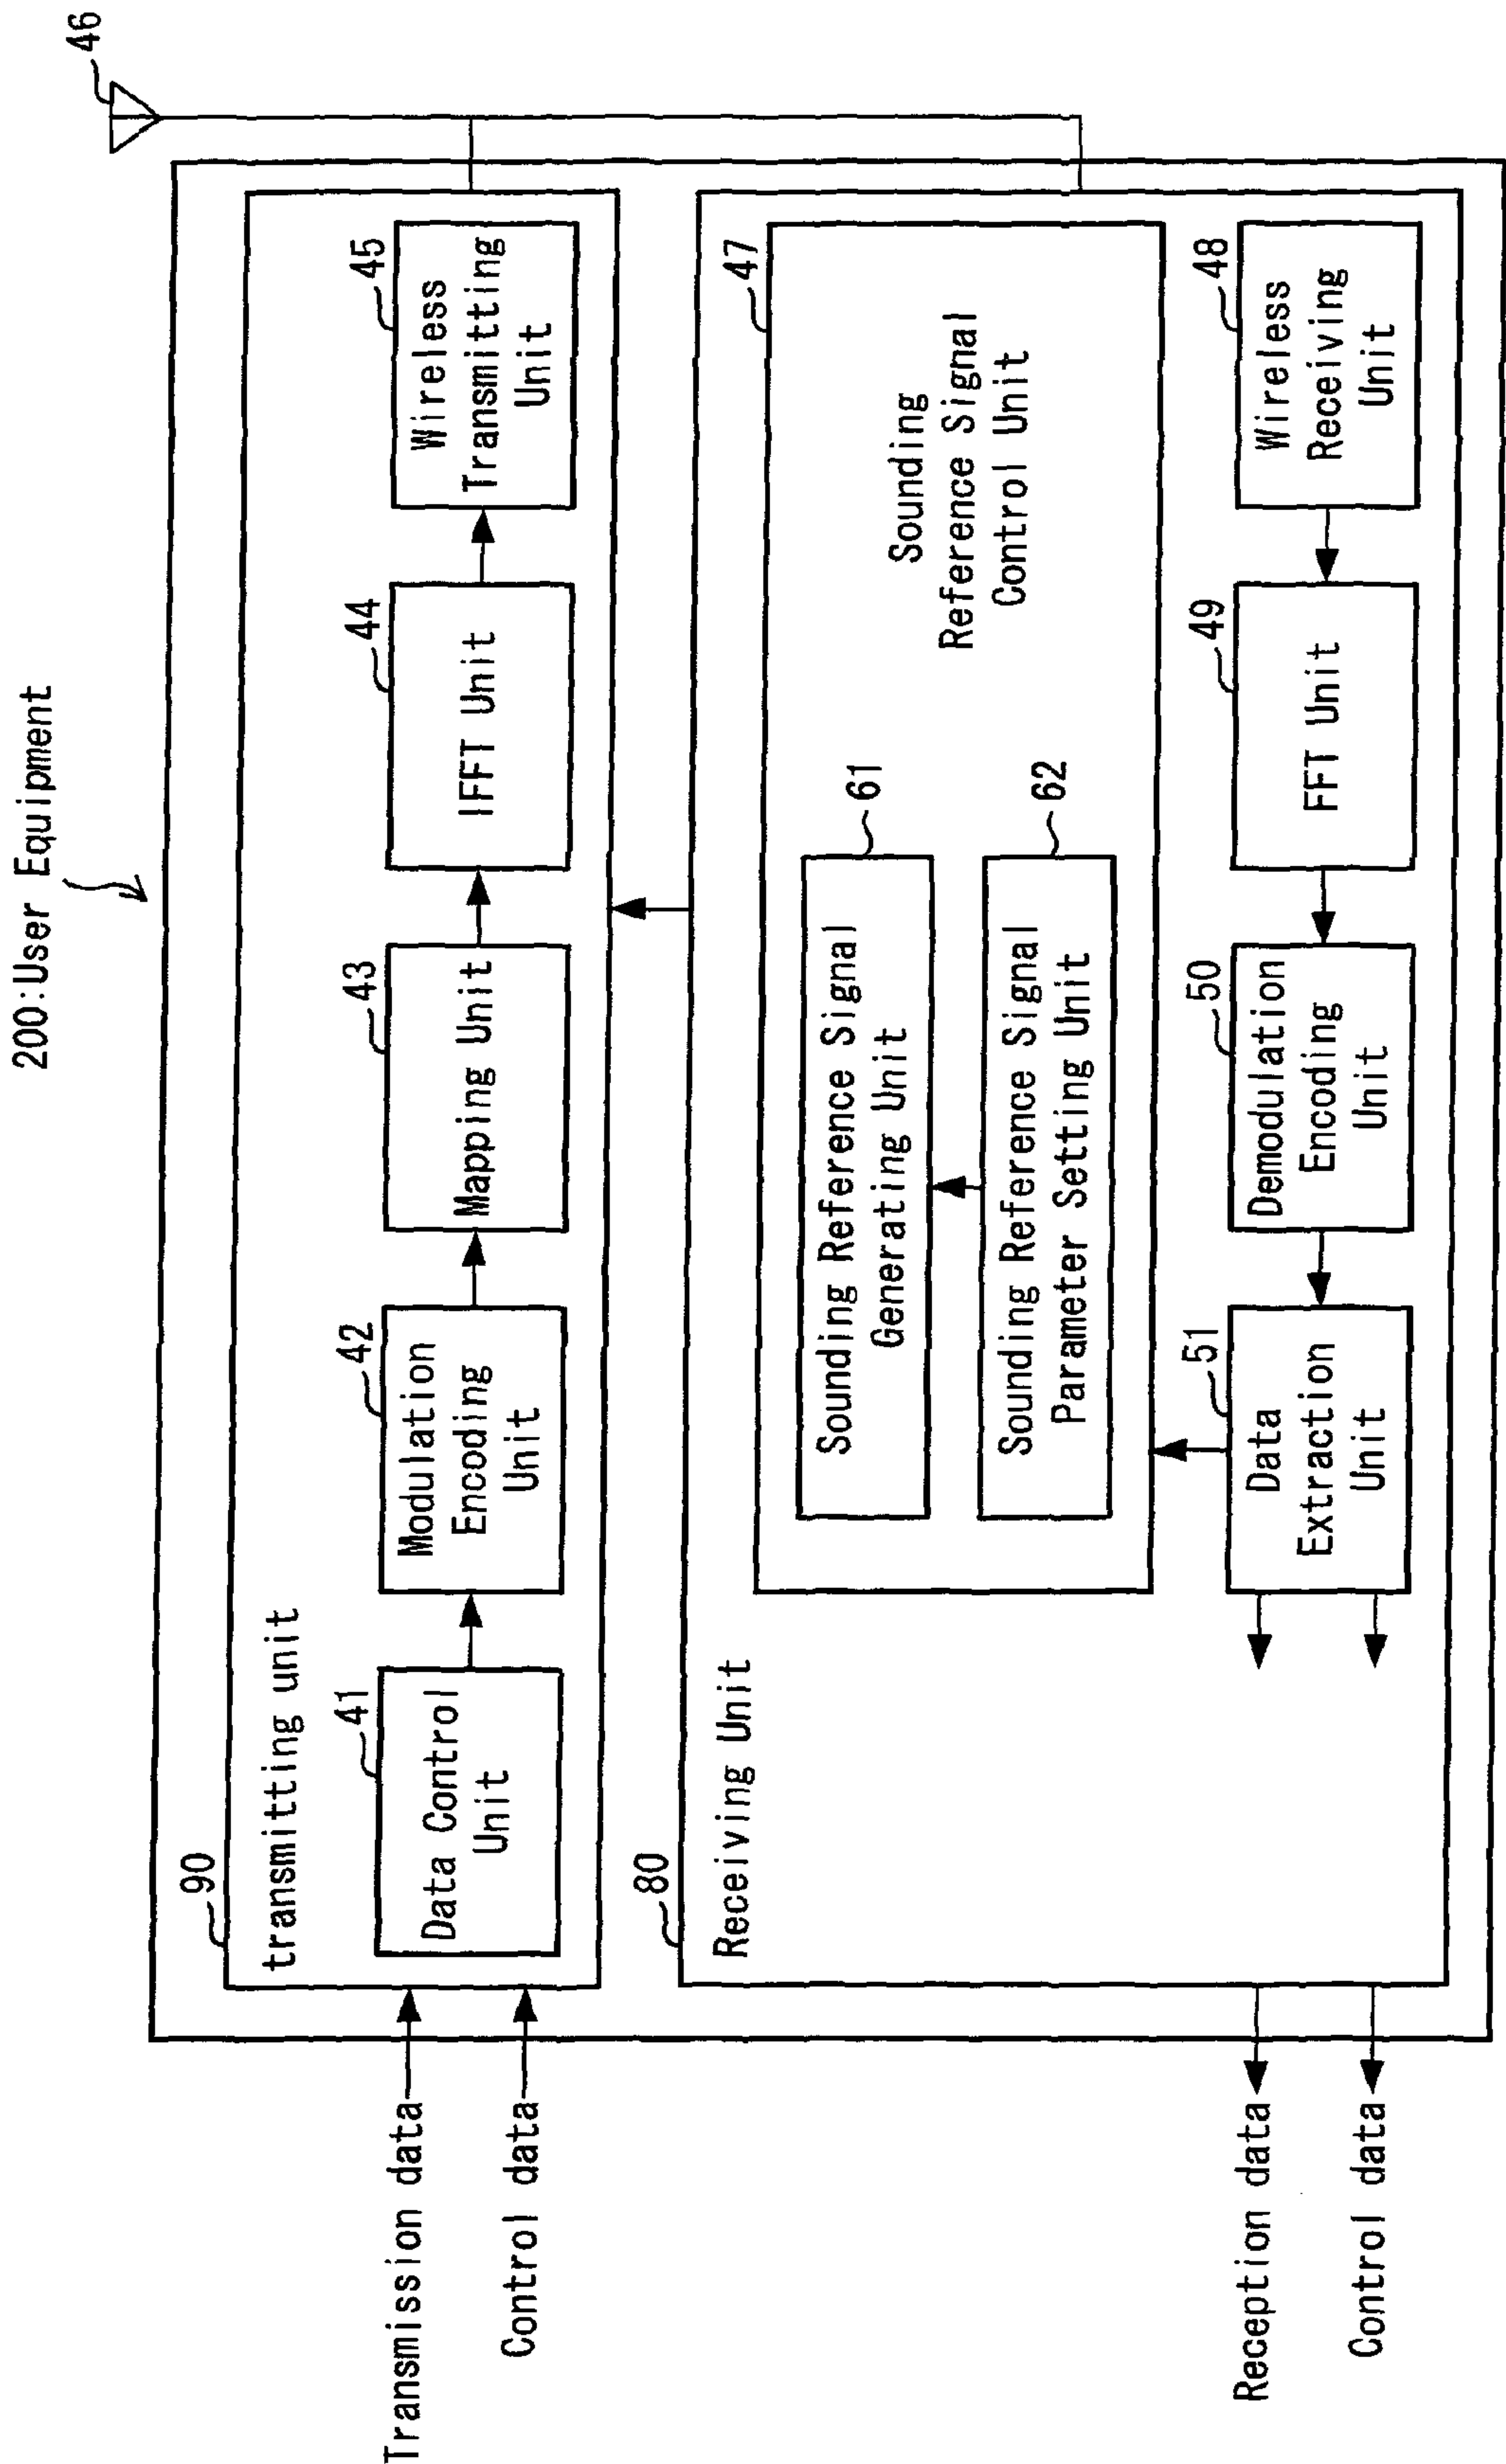 200:User Equipment
46
90
transmitting unit
Transmission data
Control data
41
Data Control
Unit
42
Modulation
Encoding
Unit
43
Mapping Unit
44
IFFT Unit
45
Wireless
Transmitting
Unit
80
Receiving Unit
47
Sounding
Reference Signal
Control Unit
61
Sounding Reference Signal
Generating Unit
62
Sounding Reference Signal
Parameter Setting Unit
Reception data
Control data
51
Data
Extraction
Unit
50
Demodulation
Encoding
Unit
49
FFT Unit
48
Wireless
Receiving
Unit